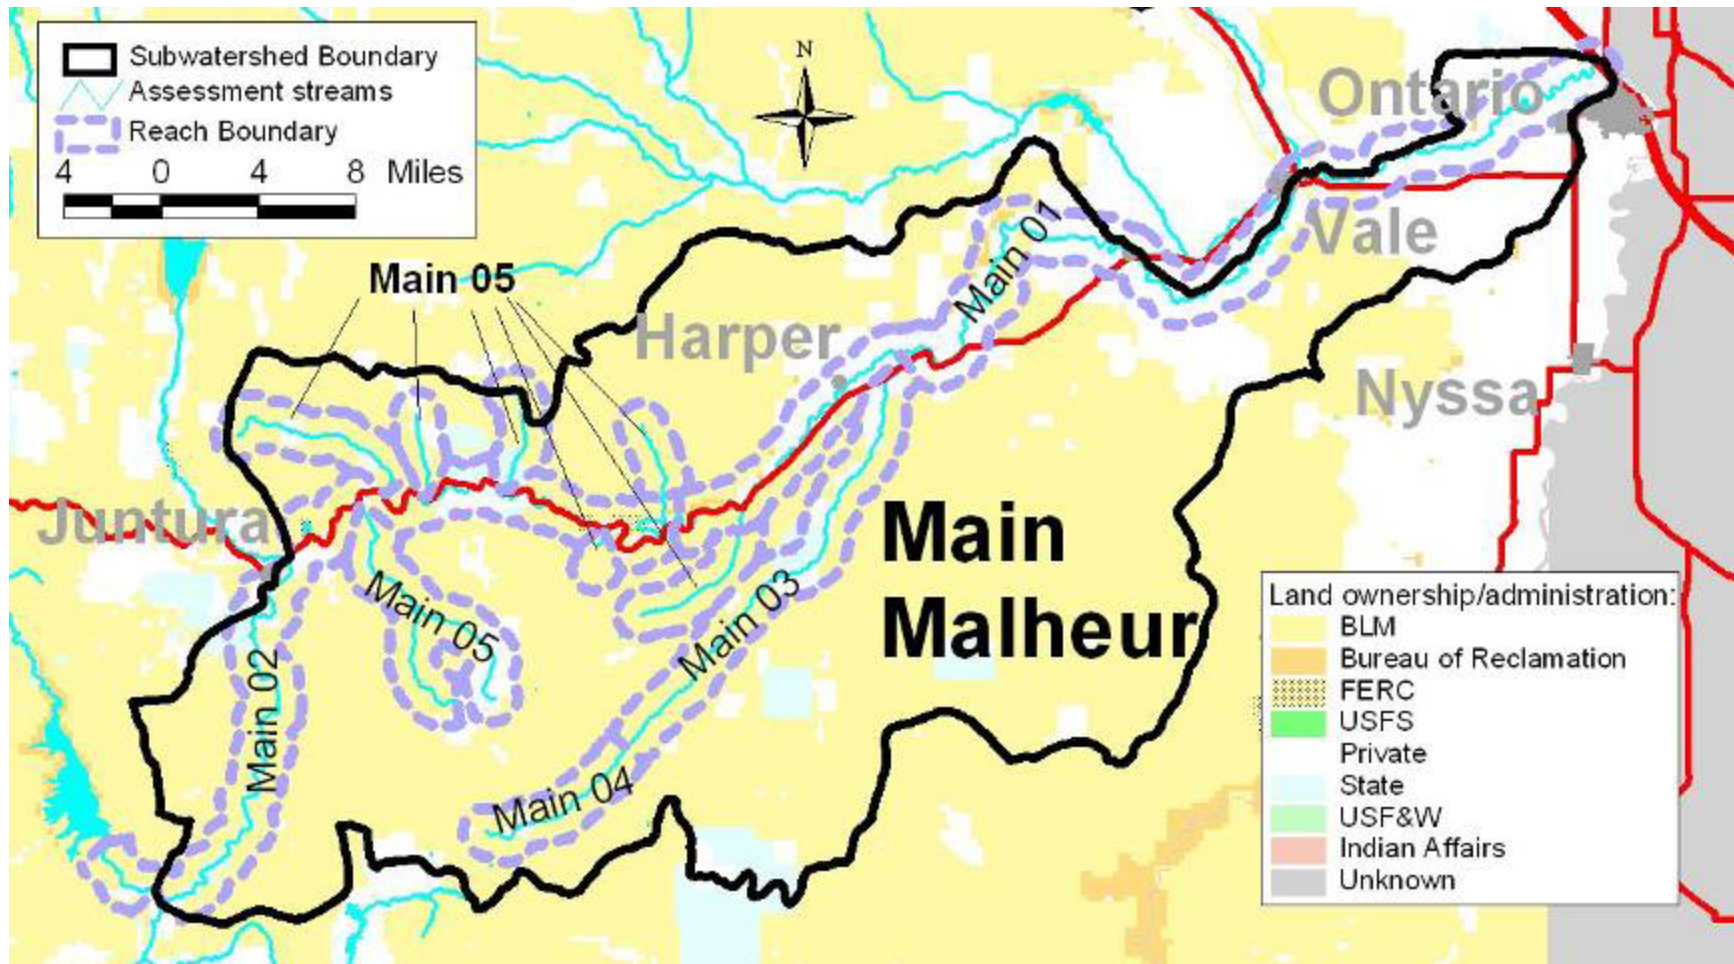 Subwatershed Boundary
Assessment streams
Reach Boundary
4 0 4 8 Miles
N
Ontario
Vale
Main 01
Main 05
Harper
Nyssa
Juntura
Main
Malheur
Main 03
Main 05
Main 02
Main 04
Land ownership/administration:
BLM
Bureau of Reclamation
FERC
USFS
Private
State
USF&W
Indian Affairs
Unknown